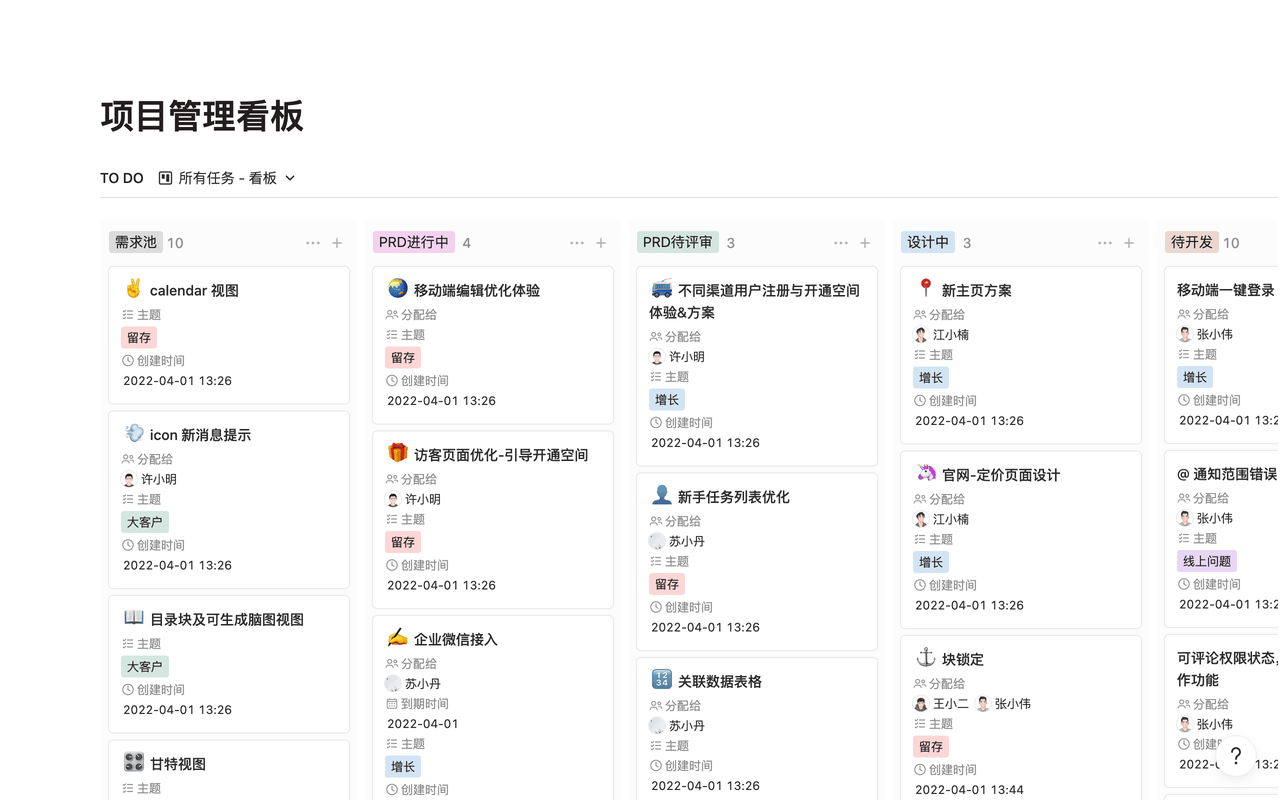 项目管理看板
TO DO 所有任务 - 看板
需求池 10
calendar 视图
主题
留存
创建时间
2022-04-01 13:26
icon 新消息提示
分配给
许小明
主题
大客户
创建时间
2022-04-01 13:26
目录块及可生成脑图视图
主题
大客户
创建时间
2022-04-01 13:26
甘特视图
主题
PRD进行中 4
移动端编辑优化体验
分配给
主题
留存
创建时间
2022-04-01 13:26
访客页面优化-引导开通空间
分配给
许小明
主题
留存
创建时间
2022-04-01 13:26
企业微信接入
分配给
苏小丹
到期时间
2022-04-01
主题
增长
创建时间
PRD待评审 3
不同渠道用户注册与开通空间
体验&方案
分配给
许小明
主题
增长
创建时间
2022-04-01 13:26
新手任务列表优化
分配给
苏小丹
主题
留存
创建时间
2022-04-01 13:26
关联数据表格
分配给
苏小丹
主题
创建时间
2022-04-01 13:26
设计中 3
新主页方案
分配给
江小楠
主题
增长
创建时间
2022-04-01 13:26
官网-定价页面设计
分配给
江小楠
主题
增长
创建时间
2022-04-01 13:26
块锁定
分配给
王小二 张小伟
主题
留存
创建时间
2022-04-01 13:44
待开发 10
移动端一键登录
分配给
张小伟
主题
增长
创建时间
2022-04-01 13:2
@ 通知范围错误
分配给
张小伟
主题
线上问题
创建时间
2022-04-01 13:2
可评论权限状态,
作功能
分配给
张小伟
创建
2022-
?